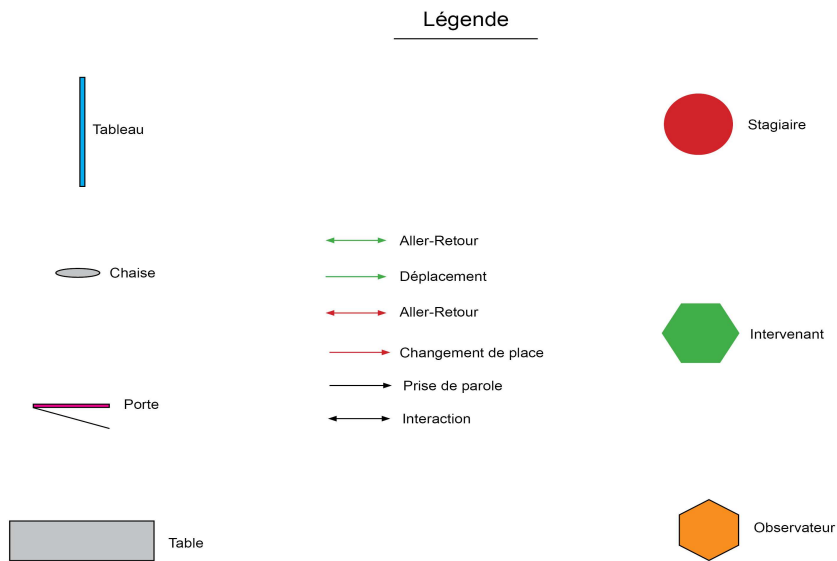 Légende
Tableau
Chaise
Porte
Table
Aller-Retour
Déplacement
Aller-Retour
Changement de place
Prise de parole
Interaction
Stagiaire
Intervenant
Observateur